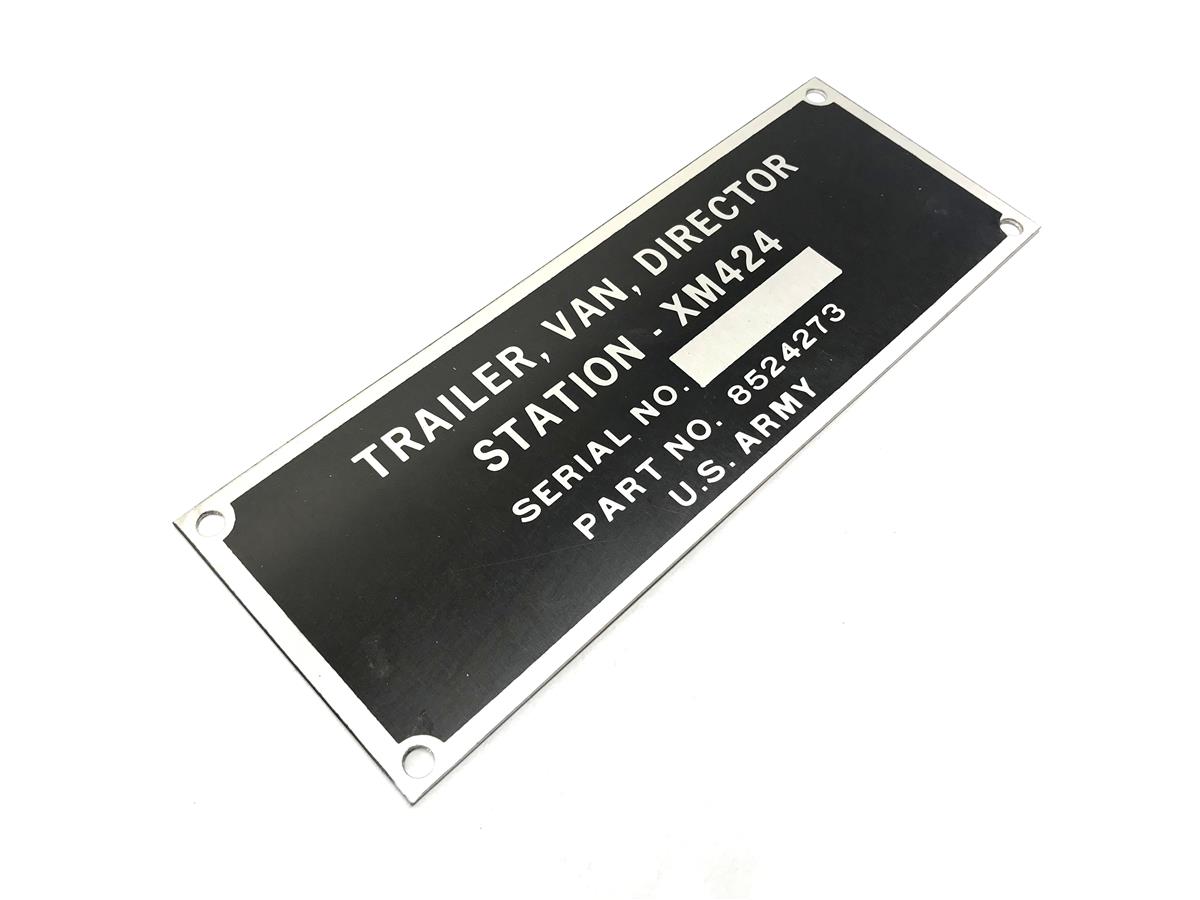 TRAILER, VAN, DIRECTOR
STATION - XM424
SERIAL NO.
PART NO. 8524273
U.S. ARMY